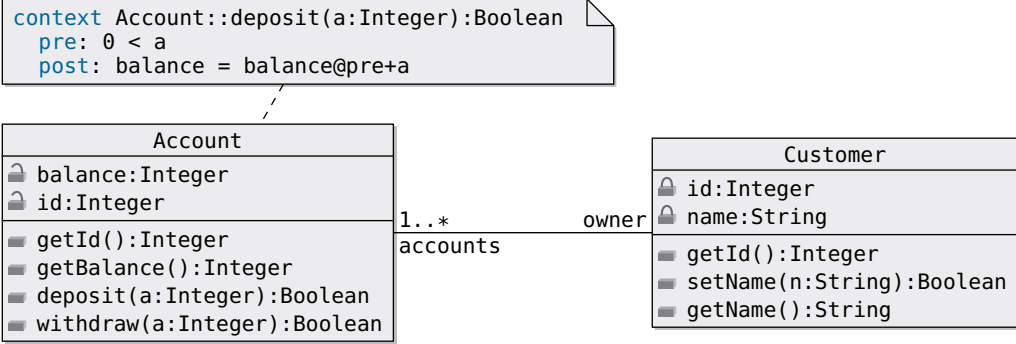 context Account::deposit(a:Integer):Boolean
pre: 0 < a
post: balance = balance@pre+a
Account
balance:Integer
id:Integer
getId():Integer
getBalance():Integer
deposit(a:Integer):Boolean
withdraw(a:Integer):Boolean
1..*
accounts
owner
Customer
id:Integer
name:String
getId():Integer
setName(n:String):Boolean
getName():String